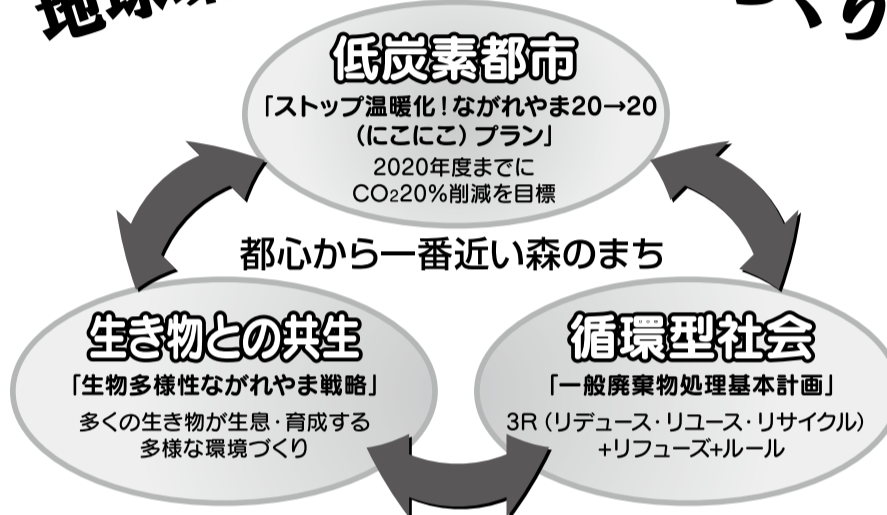 低炭素都市
「ストップ温暖化！ながれやま20→20
（にこにこ）プラン」
2020年度までに
CO₂20%削減を目標
都心から一番近い森のまち
生き物との共生
「生物多様性ながれやま戦略」
多くの生き物が生息・育成する
多様な環境づくり
循環型社会
「一般廃棄物処理基本計画」
3R（リデュース・リユース・リサイクル）
+リフューズ+ルール